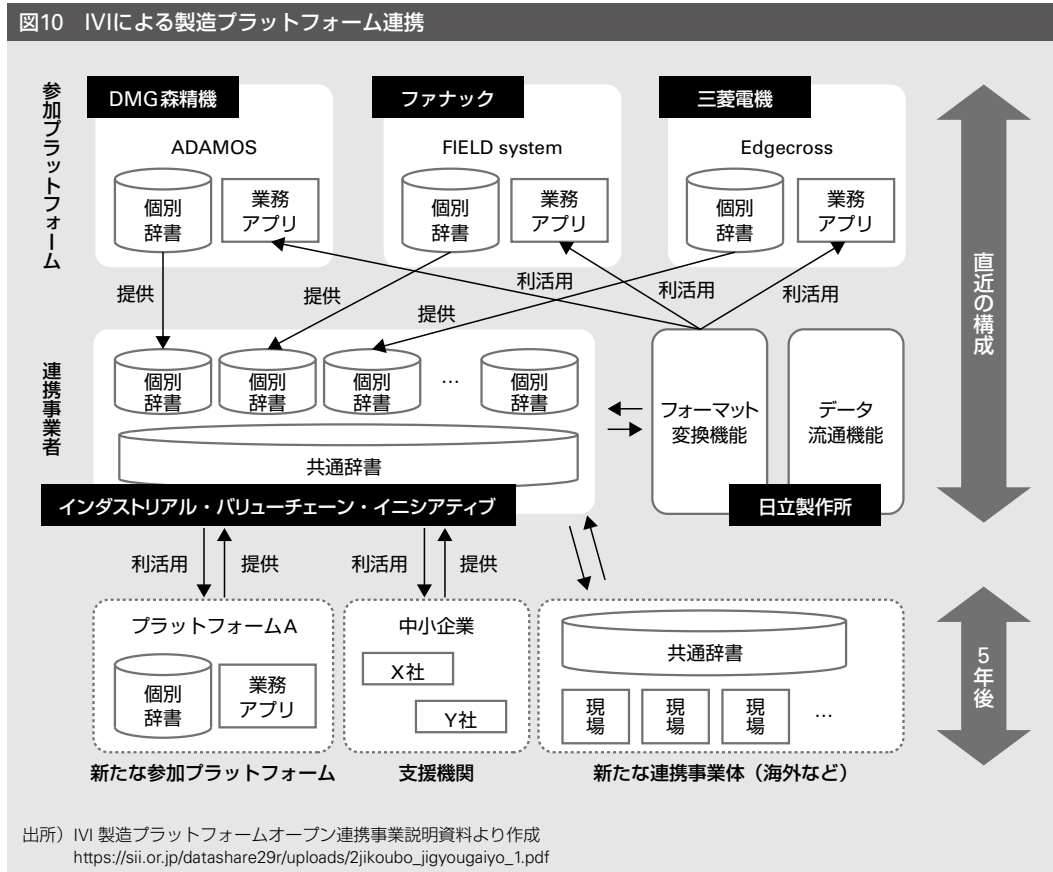 図10 IVIによる製造プラットフォーム連携
参加プラットフォーム
DMG森精機
ファナック
三菱電機
ADAMOS
FIELD system
Edgecross
個別
辞書
業務
アプリ
個別
辞書
業務
アプリ
個別
辞書
業務
アプリ
提供
提供
提供
利活用
利活用
利活用
直近の構成
連携事業者
個別
辞書
個別
辞書
個別
辞書
…
個別
辞書
共通辞書
フォーマット
変換機能
データ
流通機能
インダストリアル・バリューチェーン・イニシアティブ
日立製作所
利活用
提供
利活用
提供
プラットフォームA
個別
辞書
業務
アプリ
中小企業
X社
Y社
共通辞書
現場
現場
現場
…
5年後
新たな参加プラットフォーム
支援機関
新たな連携事業体（海外など）
出所）IVI 製造プラットフォームオープン連携事業説明資料より作成
https://sii.or.jp/datashare29r/uploads/2jikoubo_jigyougaiyo_1.pdf